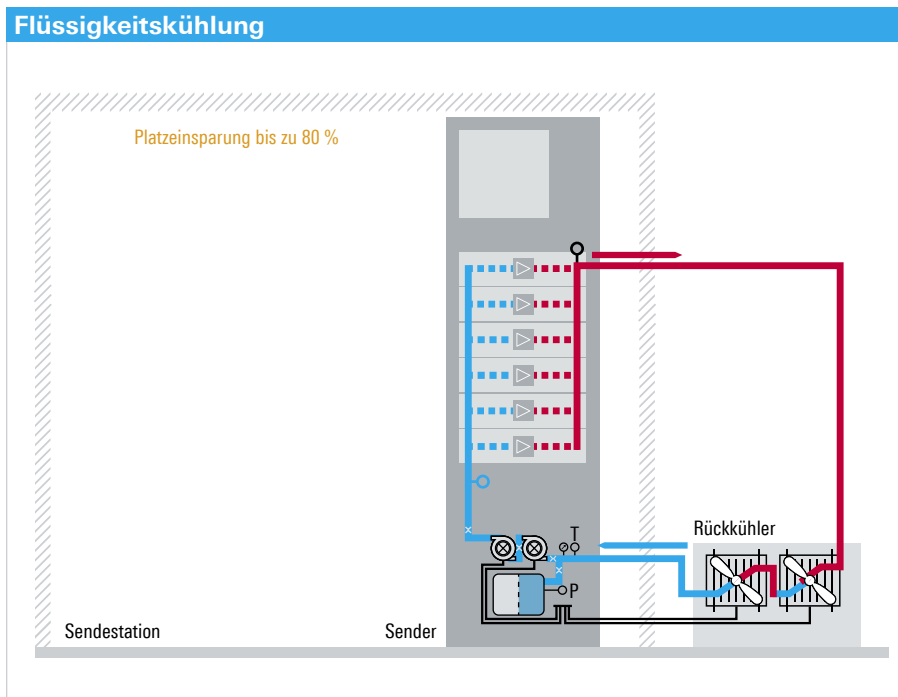 Flüssigkeitskühlung
Platzeinsparung bis zu 80 %
T
Rückkühler
P
Sendestation
Sender